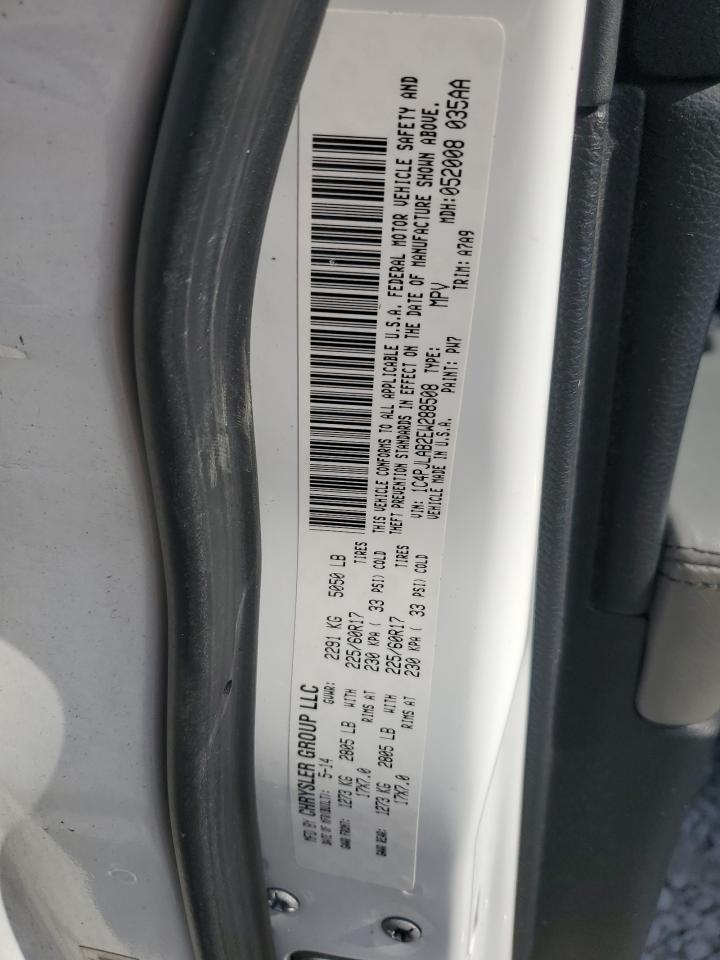 MFD BY CHRYSLER GROUP LLC
DATE OF MFR(BUILT): 5-14 GVWR: 2291 KG 5050 LB
GAWR FRONT: 1273 KG 2805 LB WITH 225/60R17 TIRES
17X7.0 RIMS AT 230 KPA ( 33 PSI) COLD
GAWR REAR: 1273 KG 2805 LB WITH 225/60R17 TIRES
17X7.0 RIMS AT 230 KPA ( 33 PSI) COLD
THIS VEHICLE CONFORMS TO ALL APPLICABLE U.S.A. FEDERAL MOTOR VEHICLE SAFETY AND
THEFT PREVENTION STANDARDS IN EFFECT ON THE DATE OF MANUFACTURE SHOWN ABOVE.
VIN: 1C4PJLAB2EW288508 TYPE: MPV MDH:052008 035AA
VEHICLE MADE IN U.S.A. PAINT: PW7 TRIM: A7A9